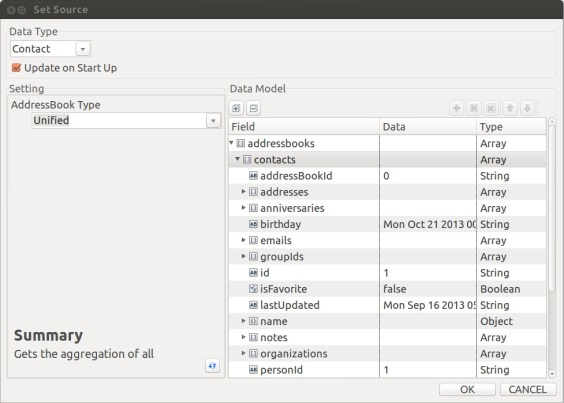 Set Source
Data Type
Contact
Update on Start Up
Setting
AddressBook Type
Unified
Summary
Gets the aggregation of all
Data Model
Field Data Type
addressbooks Array
contacts Array
addressBookId 0 String
addresses Array
anniversaries Array
birthday Mon Oct 21 2013 00 String
emails Array
groupIds Array
id 1 String
isFavorite false Boolean
lastUpdated Mon Sep 16 2013 05 String
name Object
notes Array
organizations Array
personId 1 String
OK CANCEL